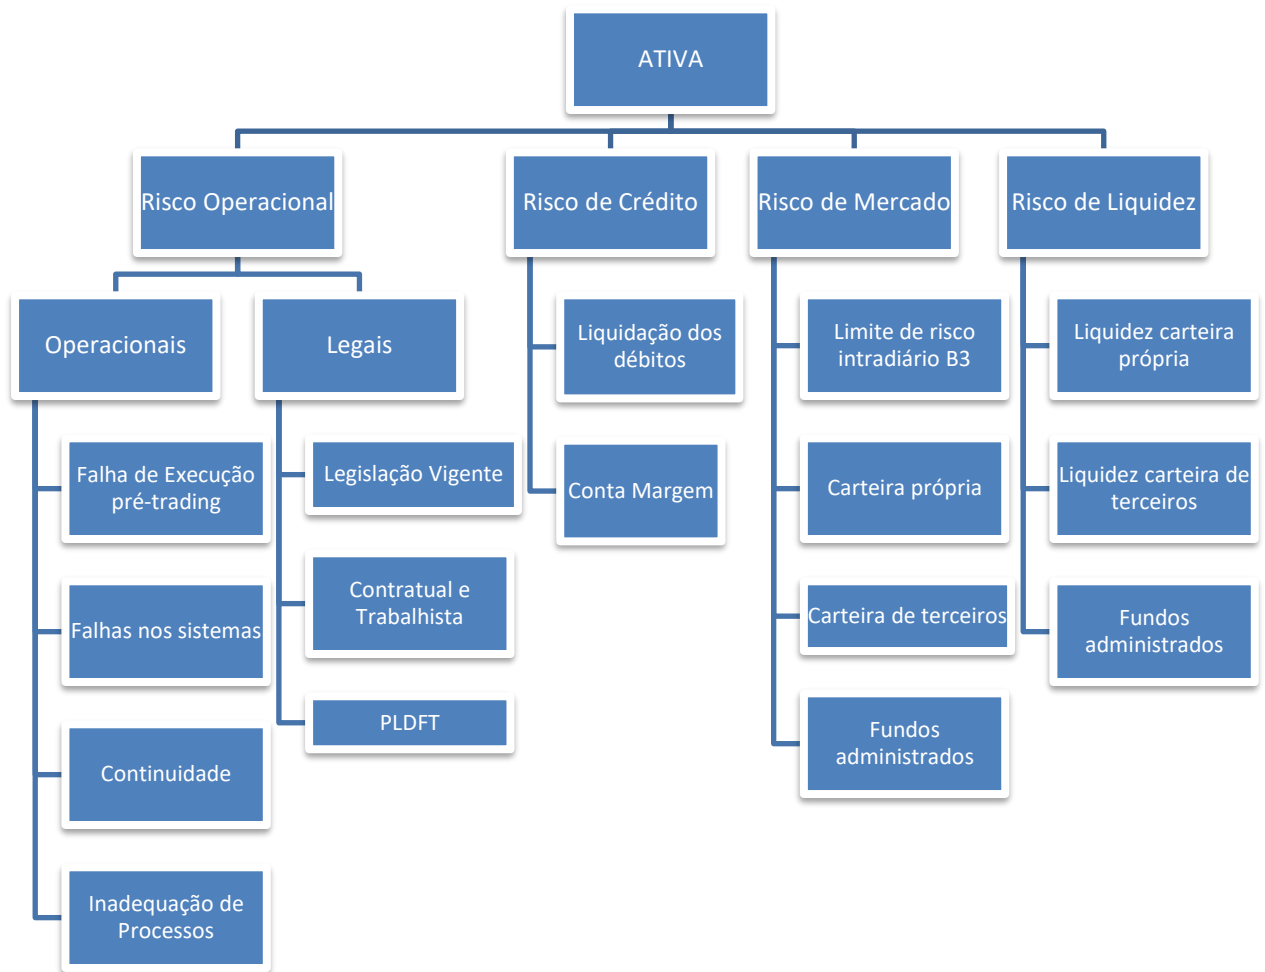 ATIVA
Risco Operacional
Risco de Crédito
Risco de Mercado
Risco de Liquidez
Operacionais
Legais
Liquidação dos
débitos
Limite de risco
intradiário B3
Liquidez carteira
própria
Falha de Execução
pré-trading
Legislação Vigente
Conta Margem
Carteira própria
Liquidez carteira de
terceiros
Falhas nos sistemas
Contratual e
Trabalhista
Carteira de terceiros
Fundos
administrados
Continuidade
PLDFT
Fundos
administrados
Inadequação de
Processos